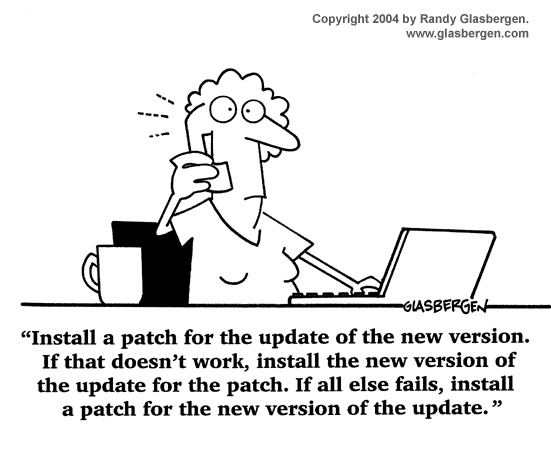 Copyright 2004 by Randy Glasbergen.
www.glasbergen.com
GLASBERGEN
“Install a patch for the update of the new version.
If that doesn’t work, install the new version of
the update for the patch. If all else fails, install
a patch for the new version of the update.”